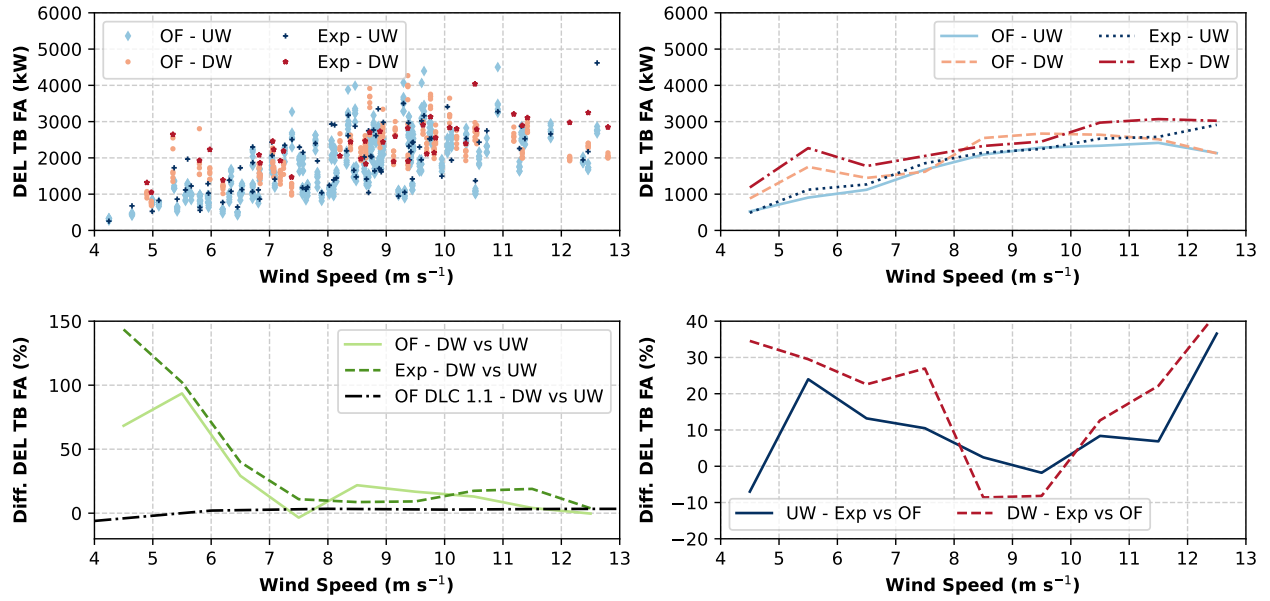 DEL TB FA (kW)
6000
5000
4000
3000
2000
1000
0
OF - UW
OF - DW
Exp - UW
Exp - DW
4 5 6 7 8 9 10 11 12 13
Wind Speed (m s⁻¹)
DEL TB FA (kW)
6000
5000
4000
3000
2000
1000
0
OF - UW
OF - DW
Exp - UW
Exp - DW
4 5 6 7 8 9 10 11 12 13
Wind Speed (m s⁻¹)
Diff. DEL TB FA (%)
150
100
50
0
OF - DW vs UW
Exp - DW vs UW
OF DLC 1.1 - DW vs UW
4 5 6 7 8 9 10 11 12 13
Wind Speed (m s⁻¹)
Diff. DEL TB FA (%)
40
30
20
10
0
−10
−20
UW - Exp vs OF
DW - Exp vs OF
4 5 6 7 8 9 10 11 12 13
Wind Speed (m s⁻¹)